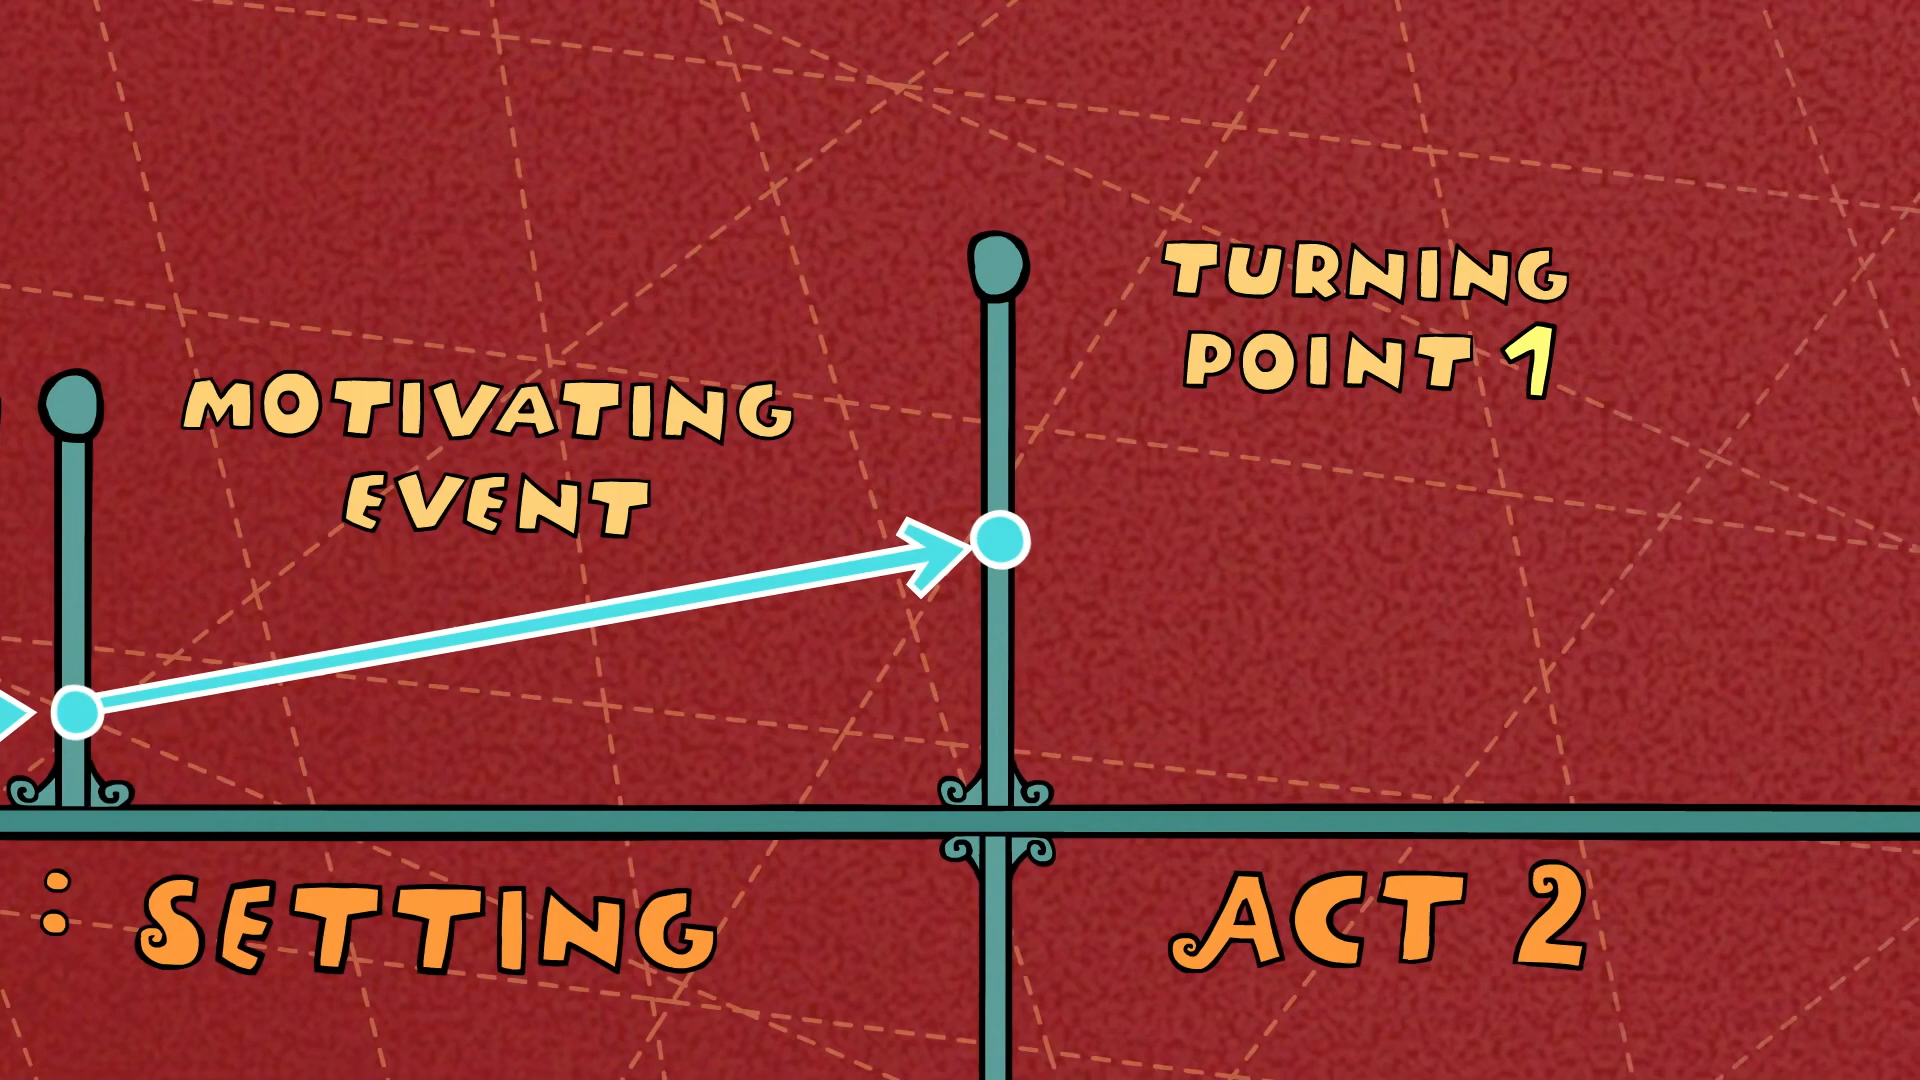 MOTIVATING
EVENT
TURNING
POINT 1
: SETTING
ACT 2